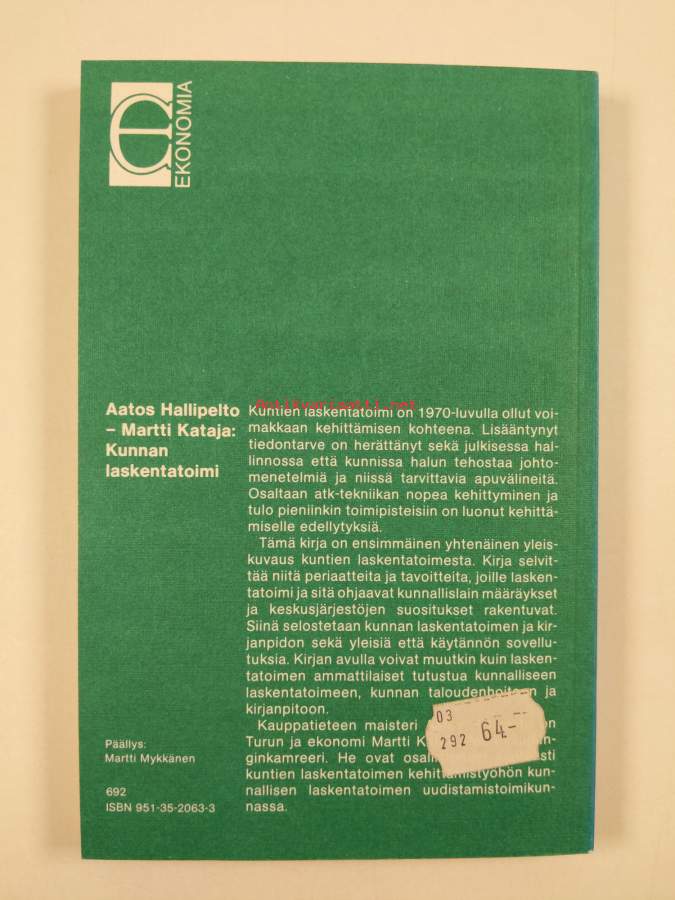 EKONOMIA
Aatos Hallipelto
– Martti Kataja:
Kunnan
laskentatoimi
Antikvariaatti.net
Kuntien laskentatoimi on 1970-luvulla ollut voi-
makkaan kehittämisen kohteena. Lisääntynyt
tiedontarve on herättänyt sekä julkisessa hal-
linnossa että kunnissa halun tehostaa johto-
menetelmiä ja niissä tarvittavia apuvälineitä.
Osaltaan atk-tekniikan nopea kehittyminen ja
tulo pieniinkin toimipisteisiin on luonut kehittä-
miselle edellytyksiä.
Tämä kirja on ensimmäinen yhtenäinen yleis-
kuvaus kuntien laskentatoimesta. Kirja selvit-
tää niitä periaatteita ja tavoitteita, joille lasken-
tatoimi ja sitä ohjaavat kunnallislain määräykset
ja keskusjärjestöjen suositukset rakentuvat.
Siinä selostetaan kunnan laskentatoimen ja kir-
janpidon sekä yleisiä että käytännön sovellu-
tuksia. Kirjan avulla voivat muutkin kuin lasken-
tatoimen ammattilaiset tutustua kunnalliseen
laskentatoimeen, kunnan taloudenhoitoon ja
kirjanpitoon.
Kauppatieteen maisteri
Turun ja ekonomi Martti
ginkamreeri. He ovat
kuntien laskentatoimen kehittämistyöhön kun-
nallisen laskentatoimen uudistamistoimikun-
nassa.
03
292 64-
Päällys:
Martti Mykkänen
692
ISBN 951-35-2063-3